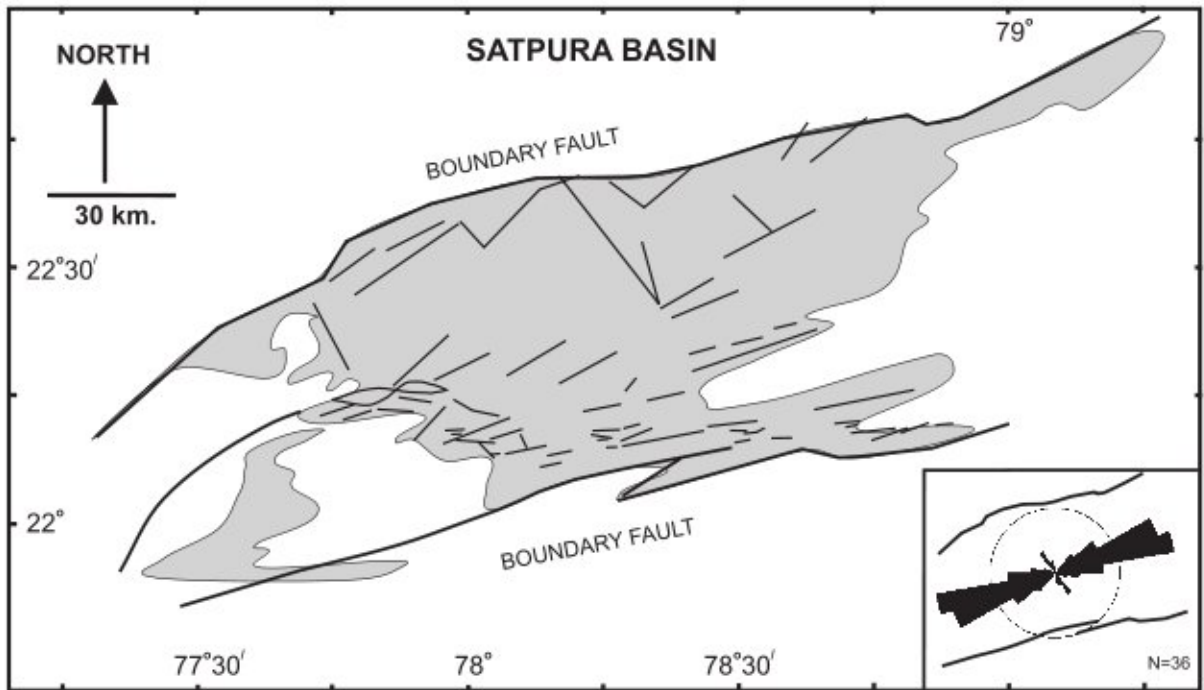 SATPURA BASIN
79°
NORTH
30 km.
BOUNDARY FAULT
22°30′
22°
BOUNDARY FAULT
77°30′
78°
78°30′
N=36